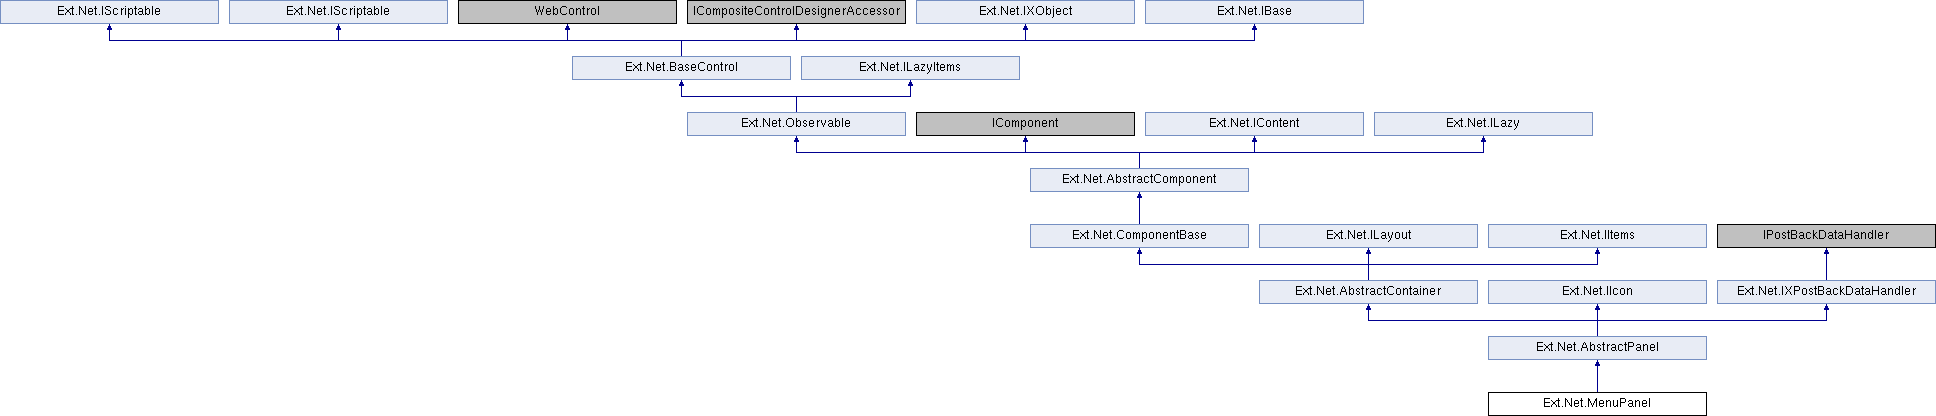 Ext.Net.IScriptable
Ext.Net.IScriptable
WebControl
ICompositeControlDesignerAccessor
Ext.Net.IXObject
Ext.Net.IBase
Ext.Net.BaseControl
Ext.Net.ILazyItems
Ext.Net.Observable
IComponent
Ext.Net.IContent
Ext.Net.ILazy
Ext.Net.AbstractComponent
Ext.Net.ComponentBase
Ext.Net.ILayout
Ext.Net.IItems
IPostBackDataHandler
Ext.Net.AbstractContainer
Ext.Net.IIcon
Ext.Net.IXPostBackDataHandler
Ext.Net.AbstractPanel
Ext.Net.MenuPanel